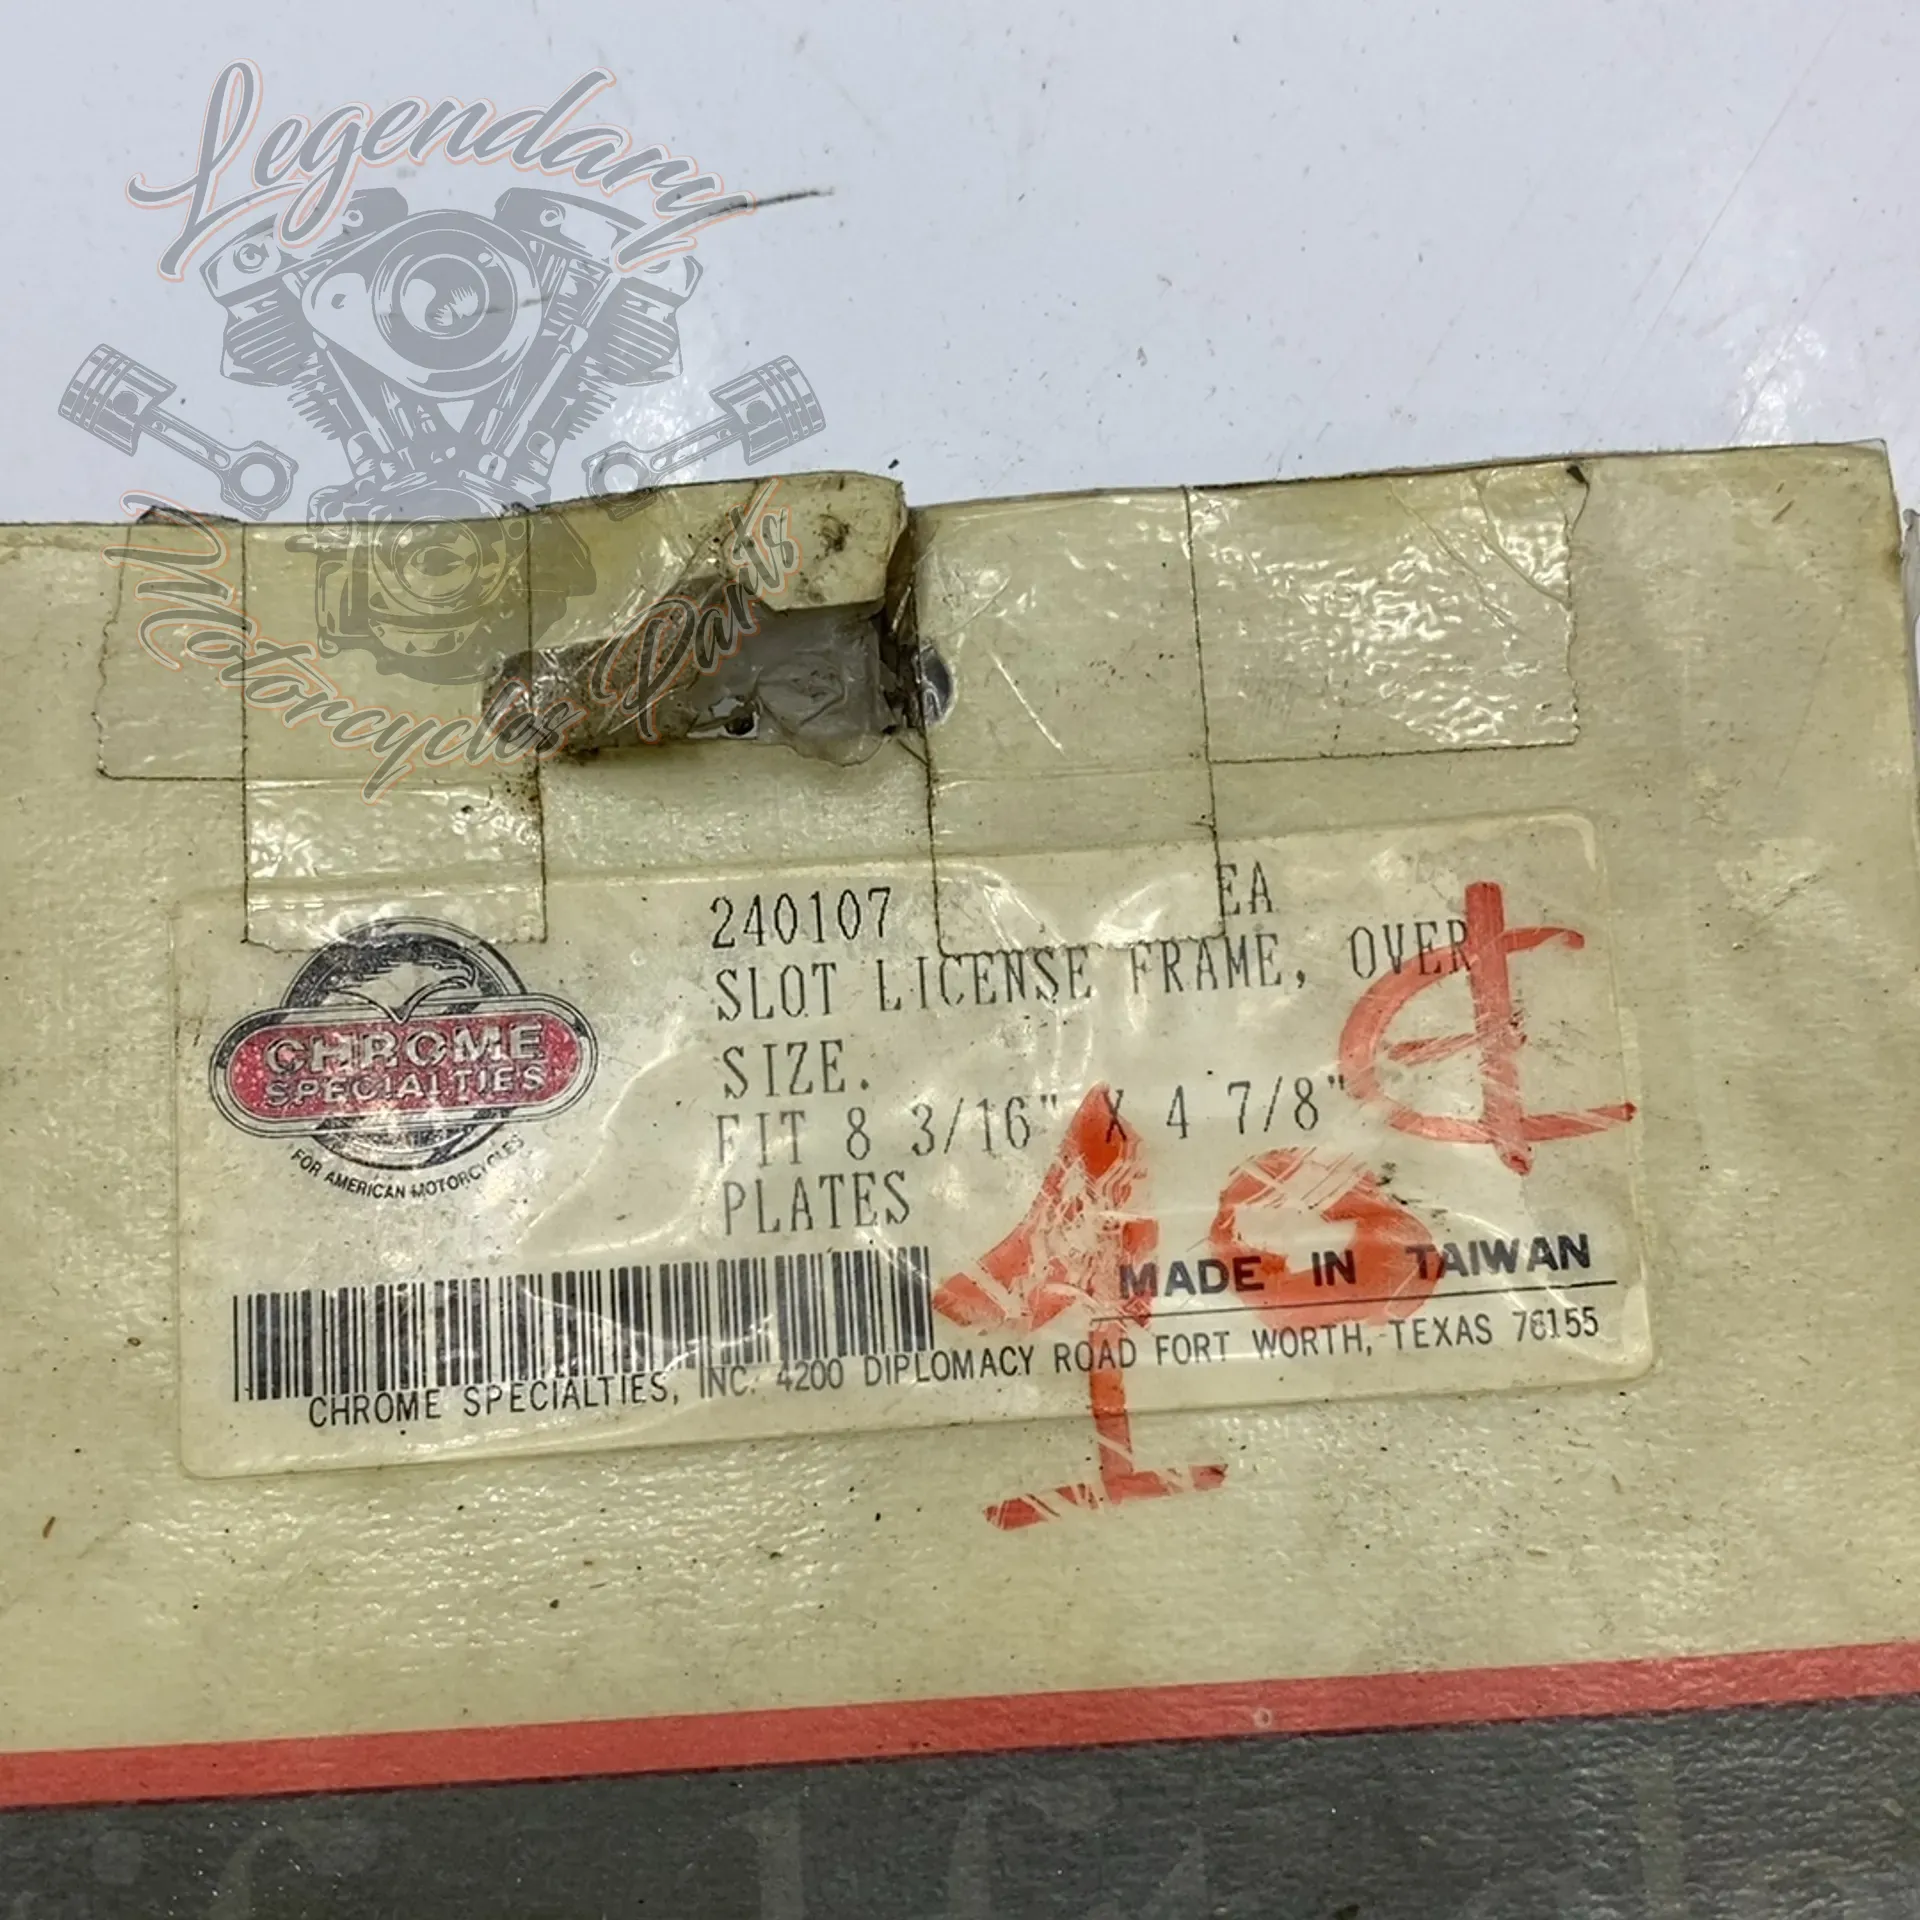 Legendary
Motorcycles Parts
240107 EA
SLOT LICENSE FRAME, OVER
SIZE.
FIT 8 3/16" X 4 7/8"
PLATES
CHROME
SPECIALTIES
FOR AMERICAN MOTORCYCLES
10 €
MADE IN TAIWAN
CHROME SPECIALTIES, INC. 4200 DIPLOMACY ROAD FORT WORTH, TEXAS 76155